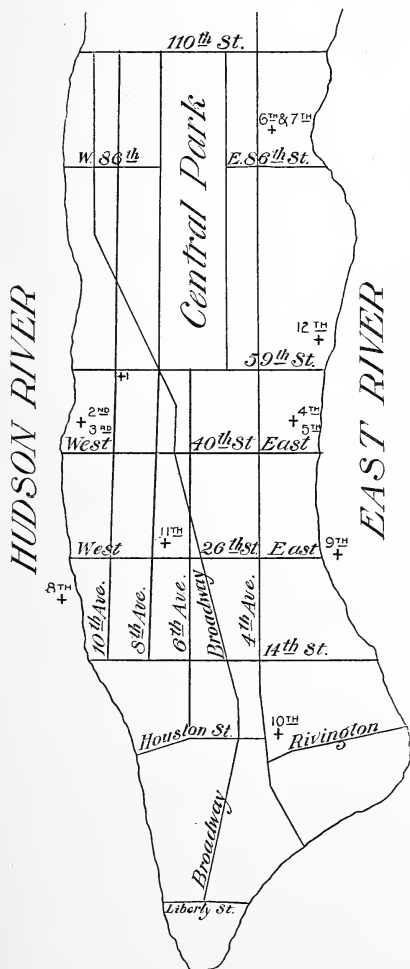 110th St.
6TH & 7TH
W. 86th
E. 86th St.
Central Park
HUDSON RIVER
EAST RIVER
12TH
59th St.
1
2ND
3RD
4TH
5TH
West
40th St
East
11TH
9TH
West
26th St.
East
8TH
10th Ave.
8th Ave.
6th Ave.
Broadway
4th Ave.
14th St.
10TH
Houston St.
Rivington
Broadway
Liberty St.